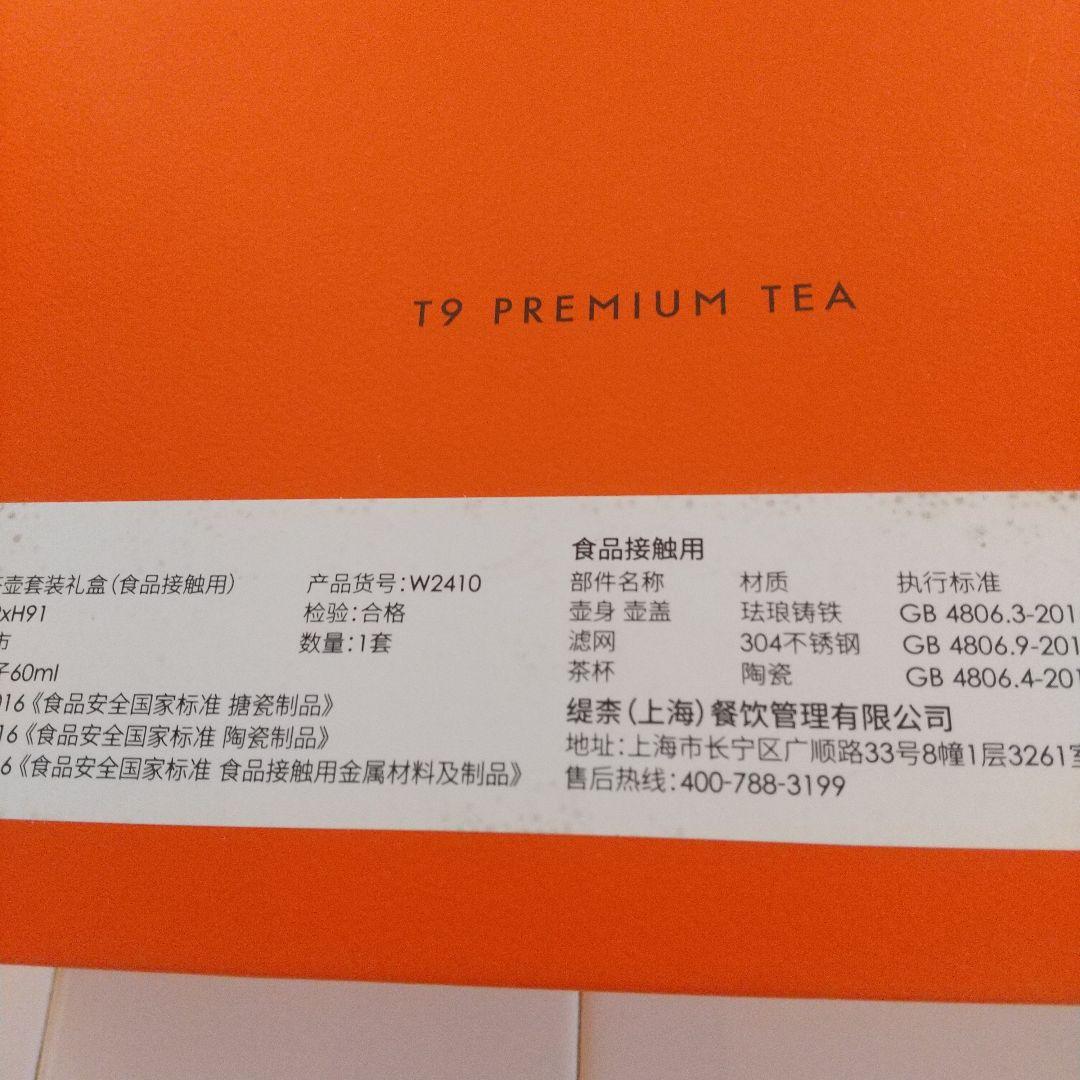 T9 PREMIUM TEA
壶套装礼盒(食品接触用)
产品货号:W2410
xH91
检验:合格
市
数量:1套
子60ml
016《食品安全国家标准 搪瓷制品》
16《食品安全国家标准 陶瓷制品》
6《食品安全国家标准 食品接触用金属材料及制品》
食品接触用
部件名称 材质 执行标准
壶身 壶盖 珐琅铸铁 GB 4806.3-201
滤网 304不锈钢 GB 4806.9-201
茶杯 陶瓷 GB 4806.4-201
缇柰(上海)餐饮管理有限公司
地址:上海市长宁区广顺路33号8幢1层3261室
售后热线:400-788-3199